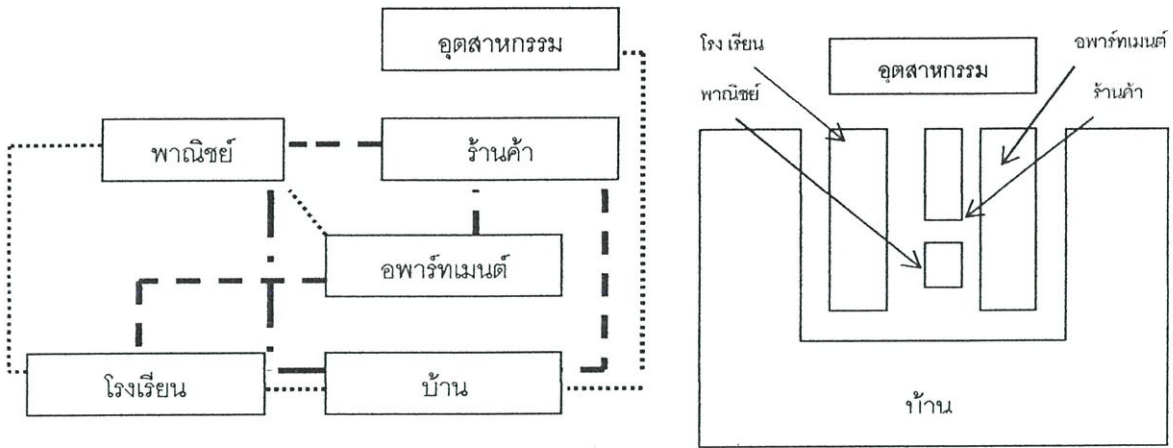 อุตสาหกรรม
พาณิชย์
ร้านค้า
อพาร์ทเมนต์
โรงเรียน
บ้าน
โรง เรียน
อพาร์ทเมนต์
อุตสาหกรรม
พาณิชย์
ร้านค้า
บ้าน